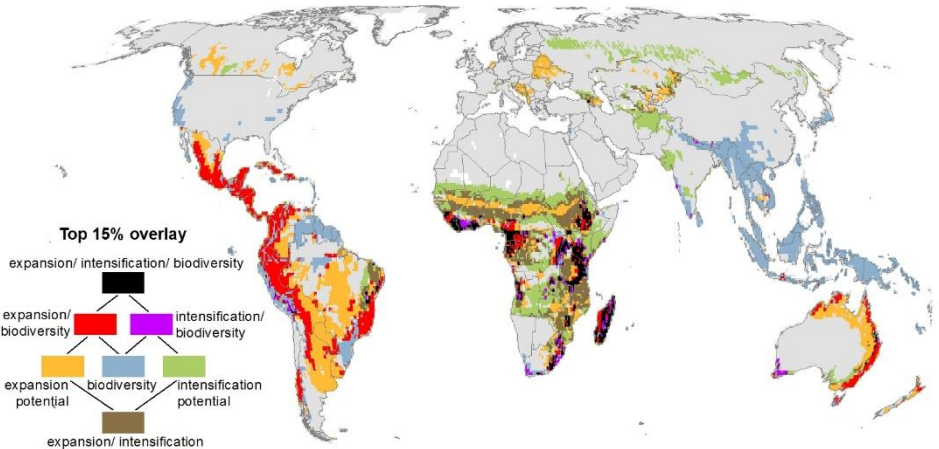 Top 15% overlay
expansion/ intensification/ biodiversity
expansion/ intensification/
biodiversity biodiversity
expansion biodiversity intensification
potential potential
expansion/ intensification